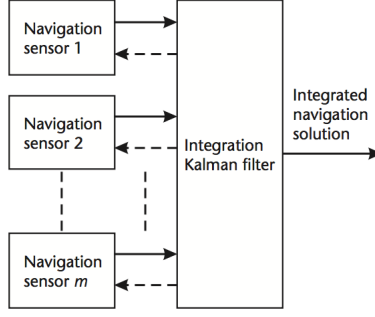 Navigation
sensor 1
Navigation
sensor 2
Navigation
sensor m
Integration
Kalman filter
Integrated
navigation
solution